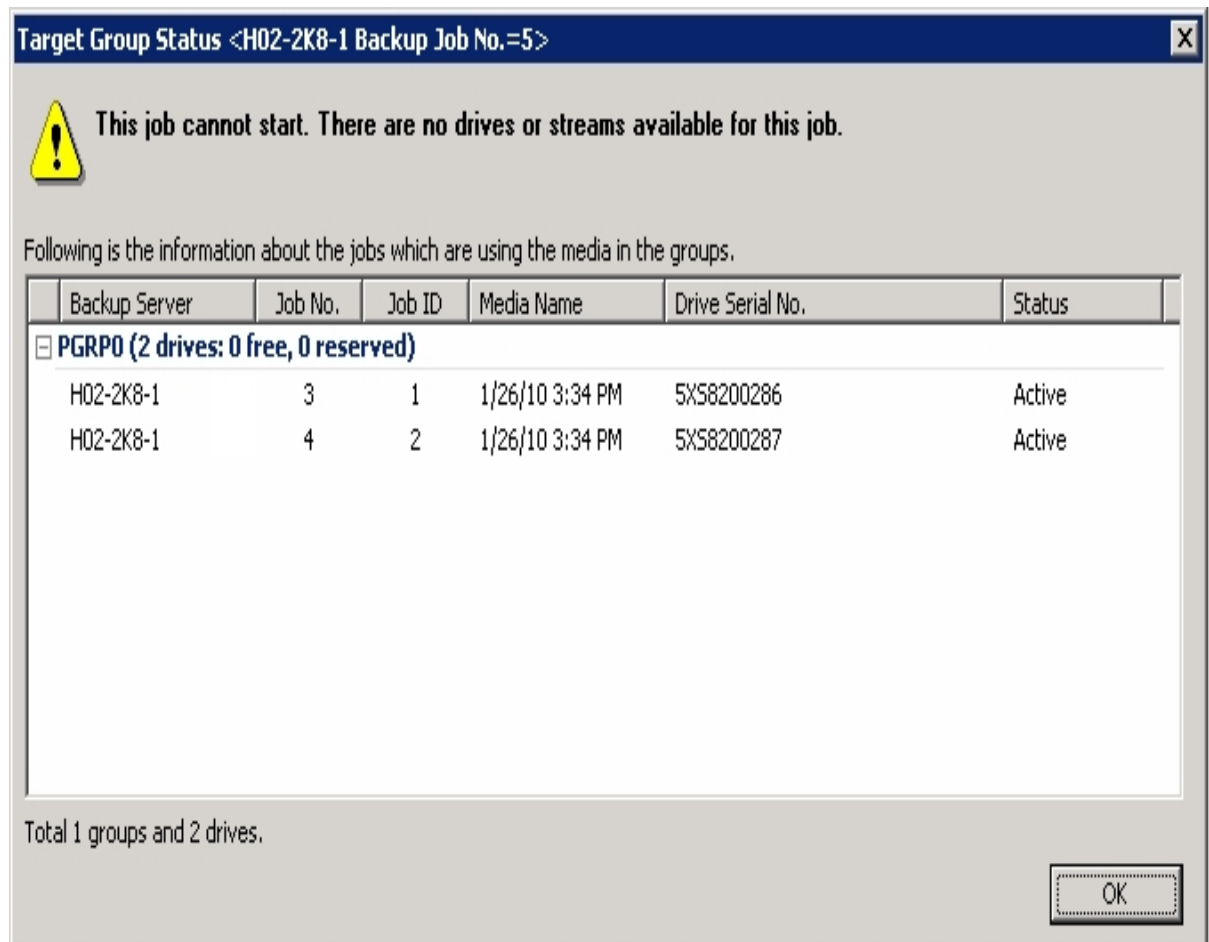 Target Group Status <H02-2K8-1 Backup Job No.=5>
This job cannot start. There are no drives or streams available for this job.
Following is the information about the jobs which are using the media in the groups.
Backup Server Job No. Job ID Media Name Drive Serial No. Status
PGRP0 (2 drives: 0 free, 0 reserved)
H02-2K8-1 3 1 1/26/10 3:34 PM 5XS8200286 Active
H02-2K8-1 4 2 1/26/10 3:34 PM 5XS8200287 Active
Total 1 groups and 2 drives.
OK